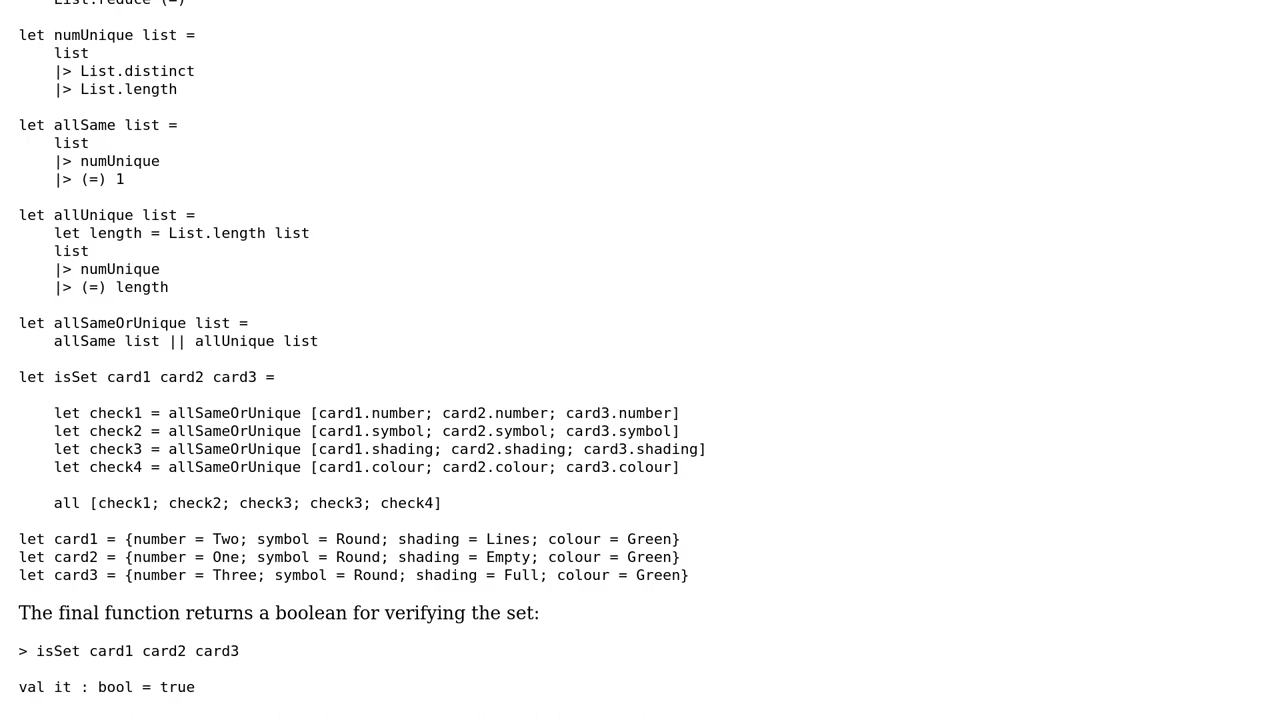 List.reduce (=)
let numUnique list =
    list
    |> List.distinct
    |> List.length
let allSame list =
    list
    |> numUnique
    |> (=) 1
let allUnique list =
    let length = List.length list
    list
    |> numUnique
    |> (=) length
let allSameOrUnique list =
    allSame list || allUnique list
let isSet card1 card2 card3 =
    let check1 = allSameOrUnique [card1.number; card2.number; card3.number]
    let check2 = allSameOrUnique [card1.symbol; card2.symbol; card3.symbol]
    let check3 = allSameOrUnique [card1.shading; card2.shading; card3.shading]
    let check4 = allSameOrUnique [card1.colour; card2.colour; card3.colour]
    all [check1; check2; check3; check3; check4]
let card1 = {number = Two; symbol = Round; shading = Lines; colour = Green}
let card2 = {number = One; symbol = Round; shading = Empty; colour = Green}
let card3 = {number = Three; symbol = Round; shading = Full; colour = Green}
The final function returns a boolean for verifying the set:
> isSet card1 card2 card3
val it : bool = true